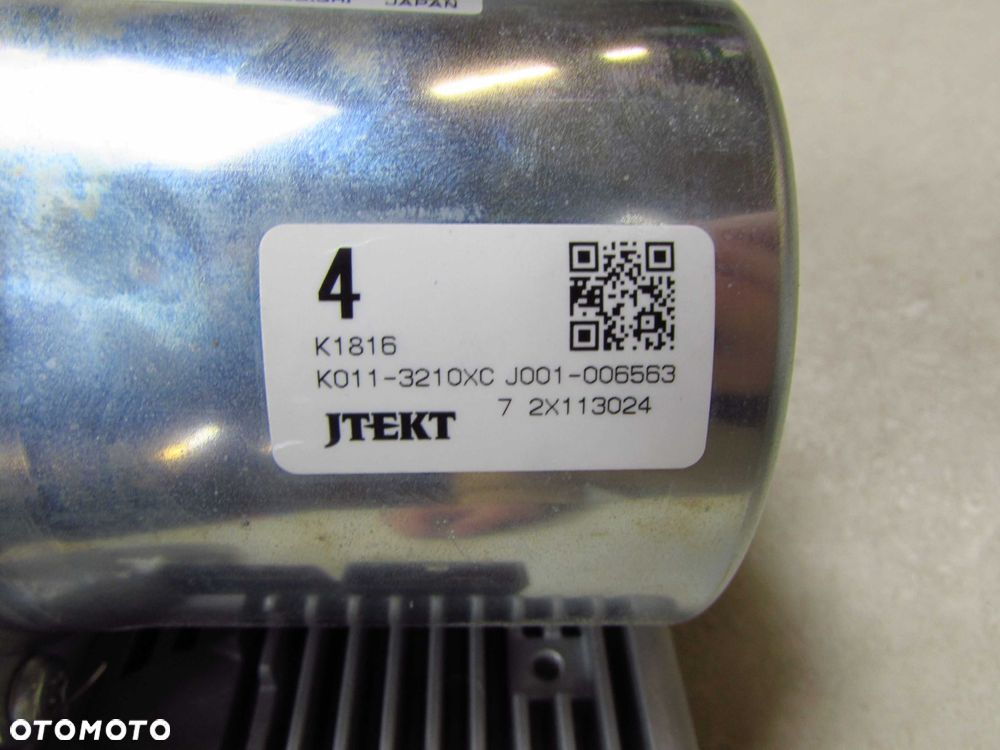 JAPAN
4
K1816
K011-3210XC J001-006563
7 2X113024
JTEKT
OTOMOTO